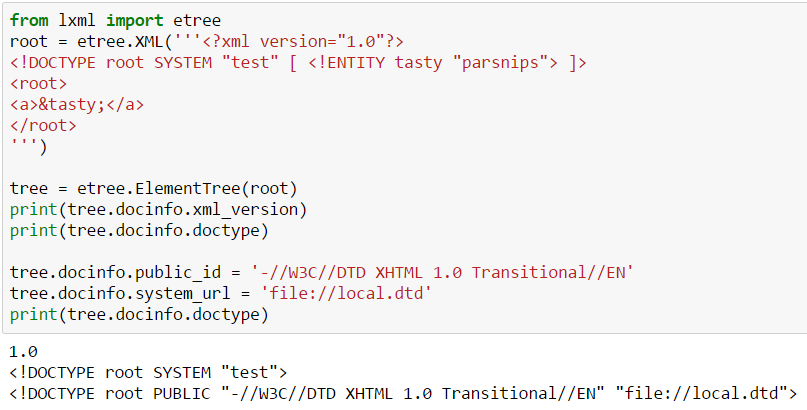 from lxml import etree
root = etree.XML('''<?xml version="1.0"?>
<!DOCTYPE root SYSTEM "test" [ <!ENTITY tasty "parsnips"> ]>
<root>
<a>&tasty;</a>
</root>
''')
tree = etree.ElementTree(root)
print(tree.docinfo.xml_version)
print(tree.docinfo.doctype)
tree.docinfo.public_id = '-//W3C//DTD XHTML 1.0 Transitional//EN'
tree.docinfo.system_url = 'file://local.dtd'
print(tree.docinfo.doctype)
1.0
<!DOCTYPE root SYSTEM "test">
<!DOCTYPE root PUBLIC "-//W3C//DTD XHTML 1.0 Transitional//EN" "file://local.dtd">